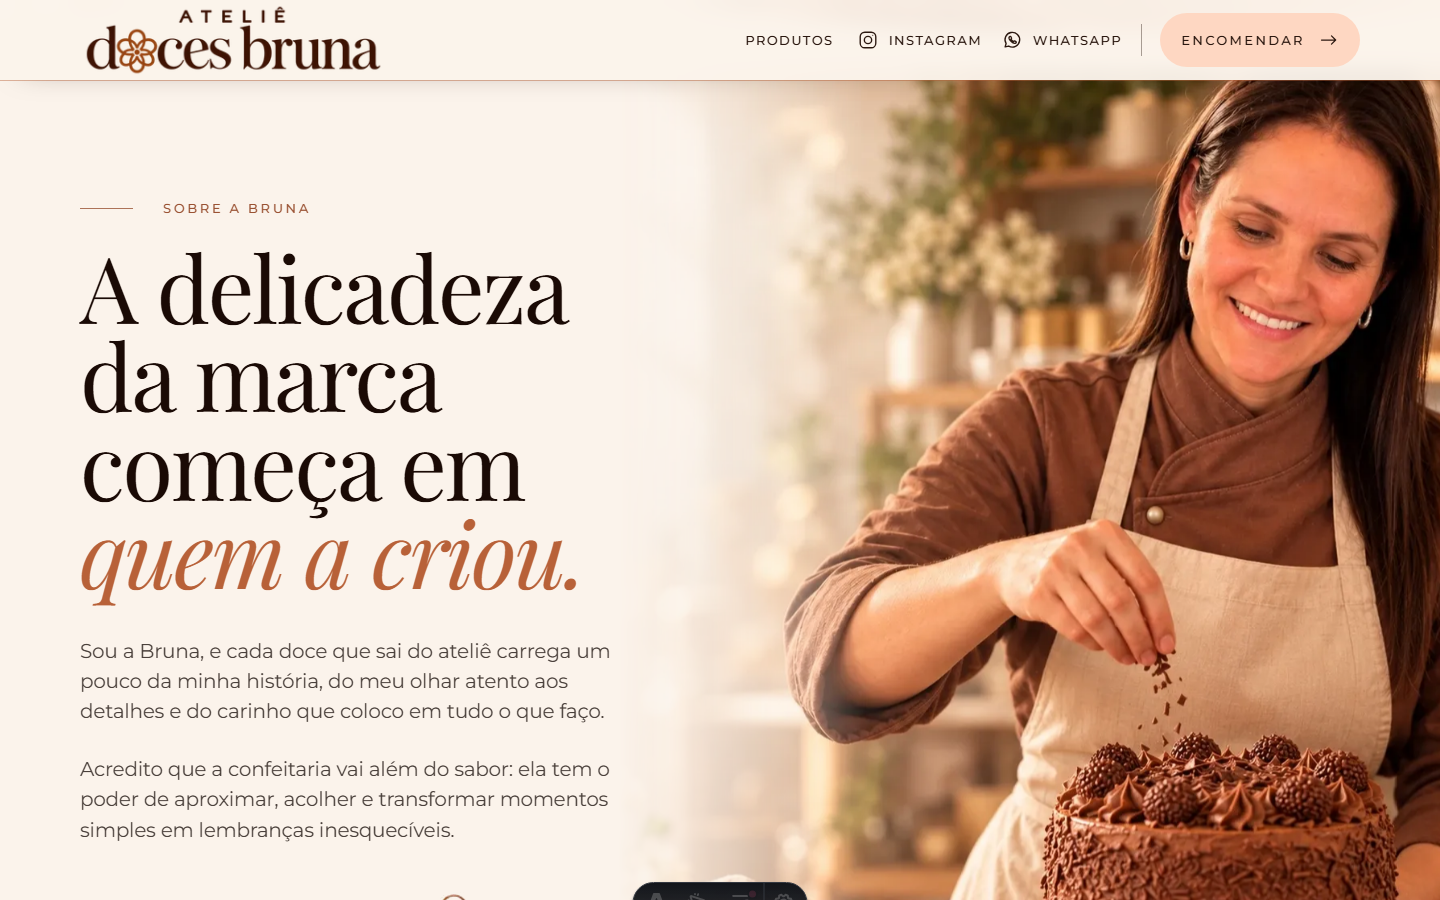 ATELIÊ
doces bruna
PRODUTOS
INSTAGRAM
WHATSAPP
ENCOMENDAR
SOBRE A BRUNA
A delicadeza
da marca
começa em
quem a criou.
Sou a Bruna, e cada doce que sai do ateliê carrega um
pouco da minha história, do meu olhar atento aos
detalhes e do carinho que coloco em tudo o que faço.
Acredito que a confeitaria vai além do sabor: ela tem o
poder de aproximar, acolher e transformar momentos
simples em lembranças inesquecíveis.